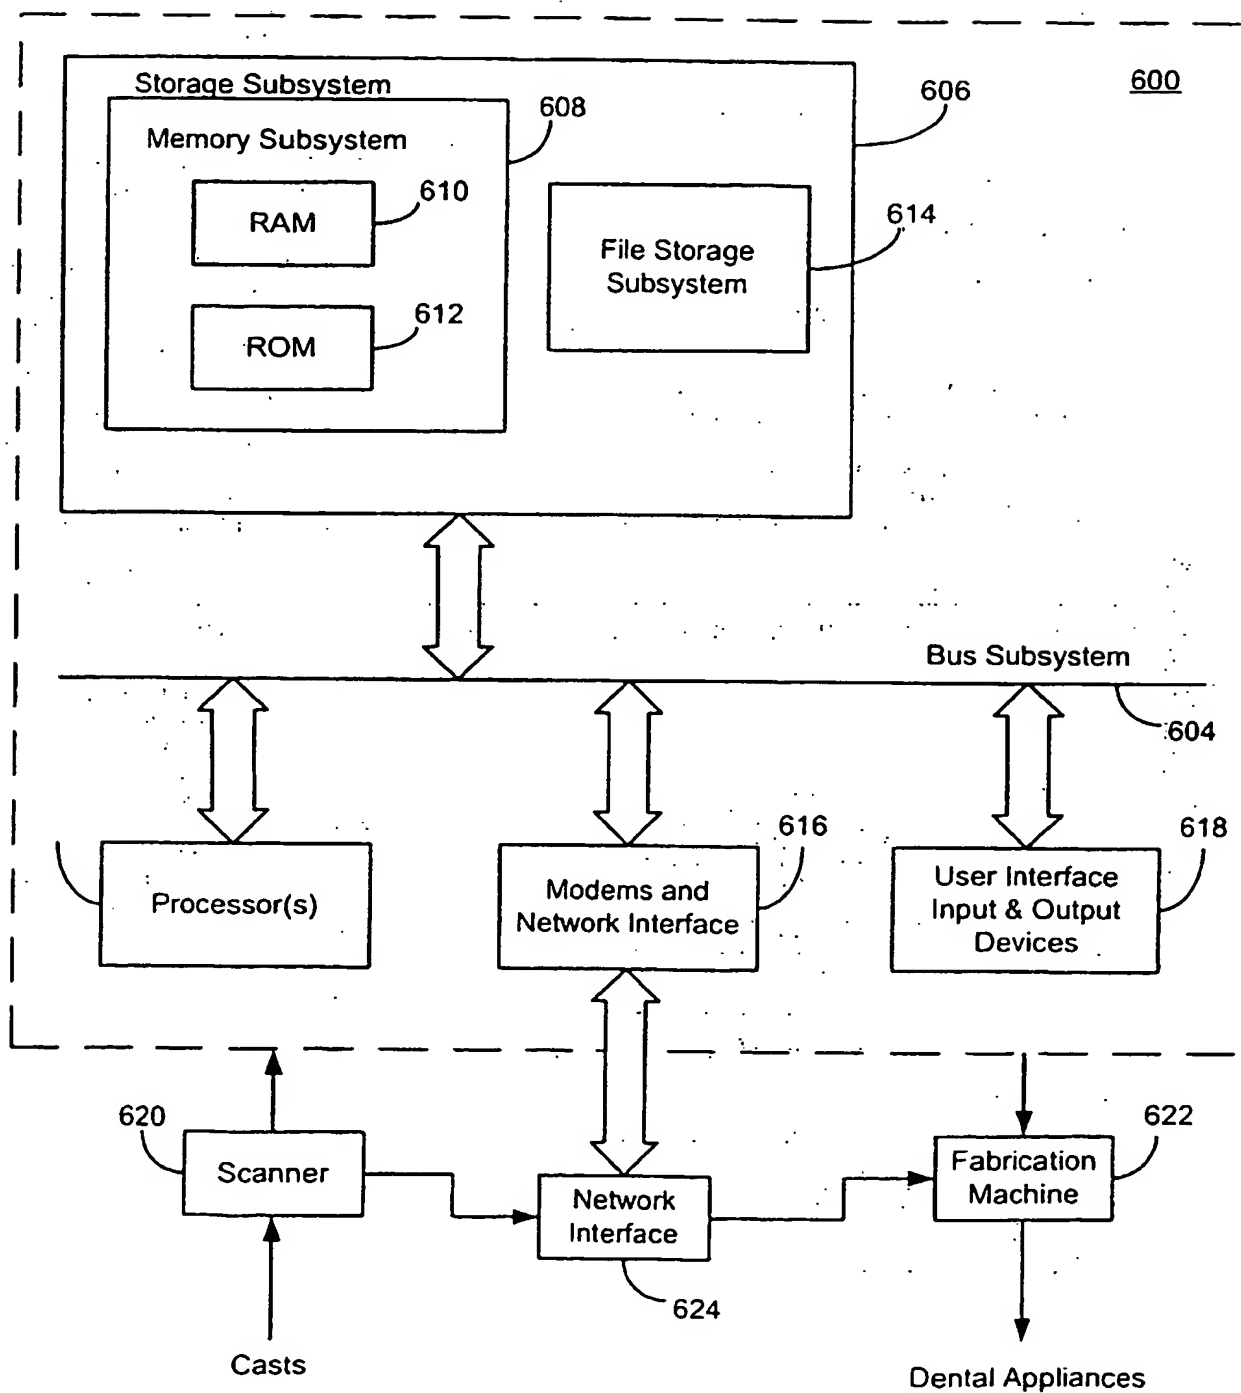 600
Storage Subsystem
606
608
Memory Subsystem
610
RAM
614
File Storage
Subsystem
612
ROM
Bus Subsystem
604
616
618
Processor(s)
Modems and
Network Interface
User Interface
Input & Output
Devices
620
622
Scanner
Fabrication
Machine
Network
Interface
624
Casts
Dental Appliances